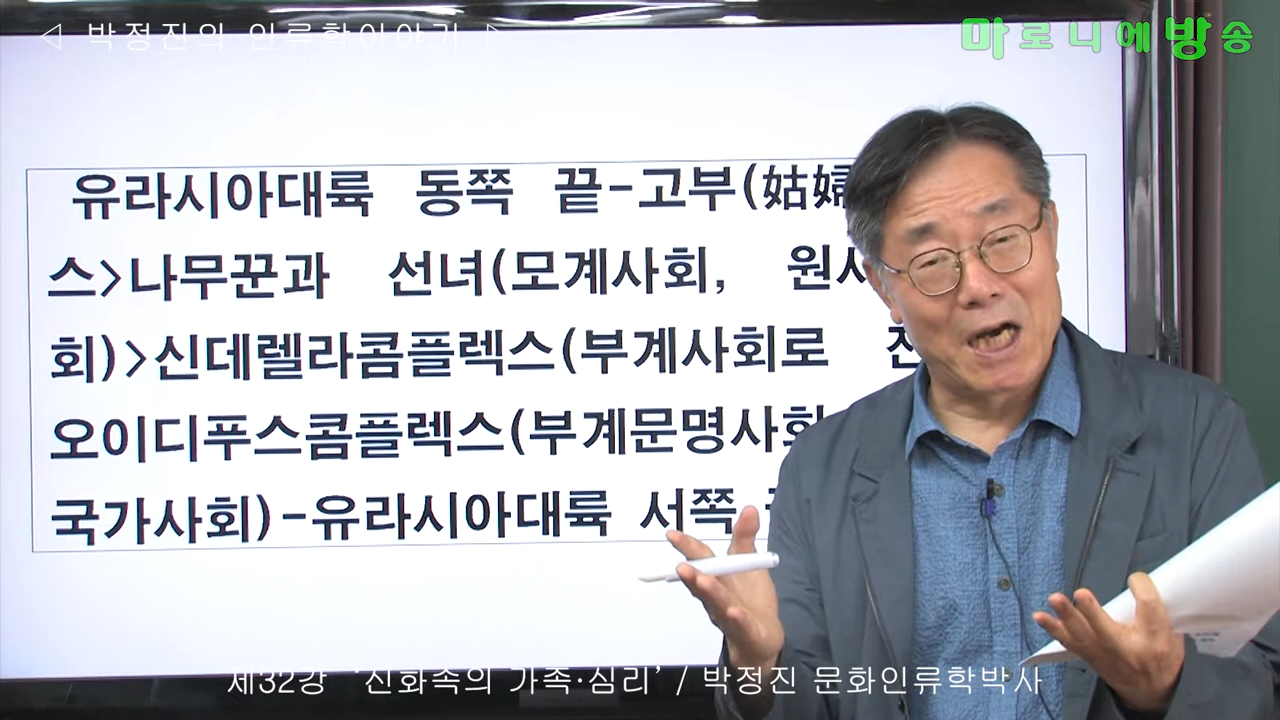 ◁ 박정진의 인류학이야기 ▷
마로니에방송
유라시아대륙 동쪽 끝-고부(姑婦
스>나무꾼과 선녀(모계사회,
회)>신데렐라콤플렉스(부계사회로
오이디푸스콤플렉스(부계문명사회
국가사회)-유라시아대륙 서쪽
제32강 '신화속의 가족·심리' / 박정진 문화인류학박사